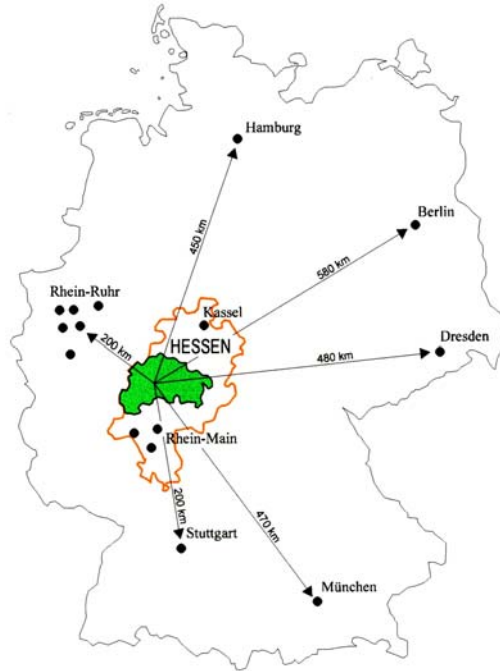 Hamburg
Berlin
450 km
580 km
Rhein-Ruhr
Kassel
Dresden
200 km
HESSEN
480 km
Rhein-Main
200 km
470 km
Stuttgart
München